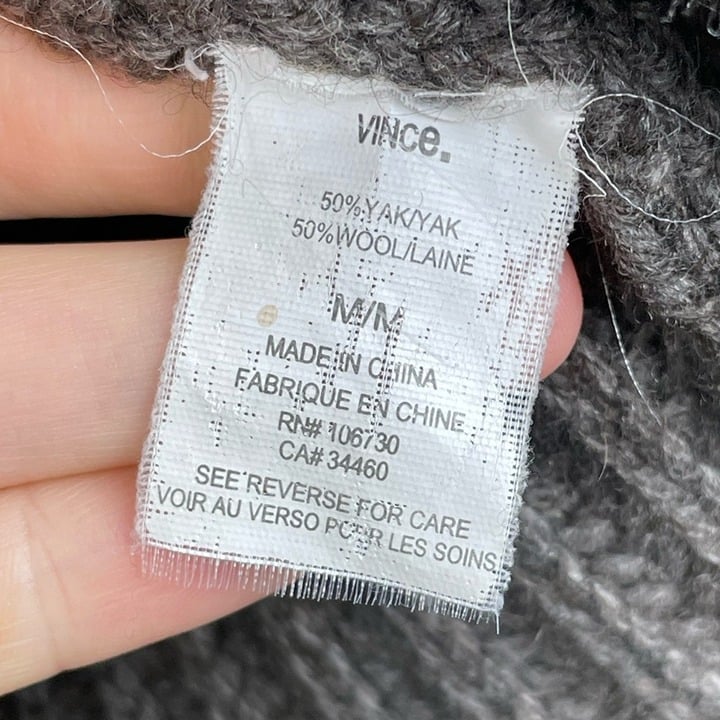 VINCE.
50% YAK/YAK
50% WOOL/LAINE
M/M
MADE IN CHINA
FABRIQUE EN CHINE
RN# 106730
CA# 34460
SEE REVERSE FOR CARE
VOIR AU VERSO POUR LES SOINS